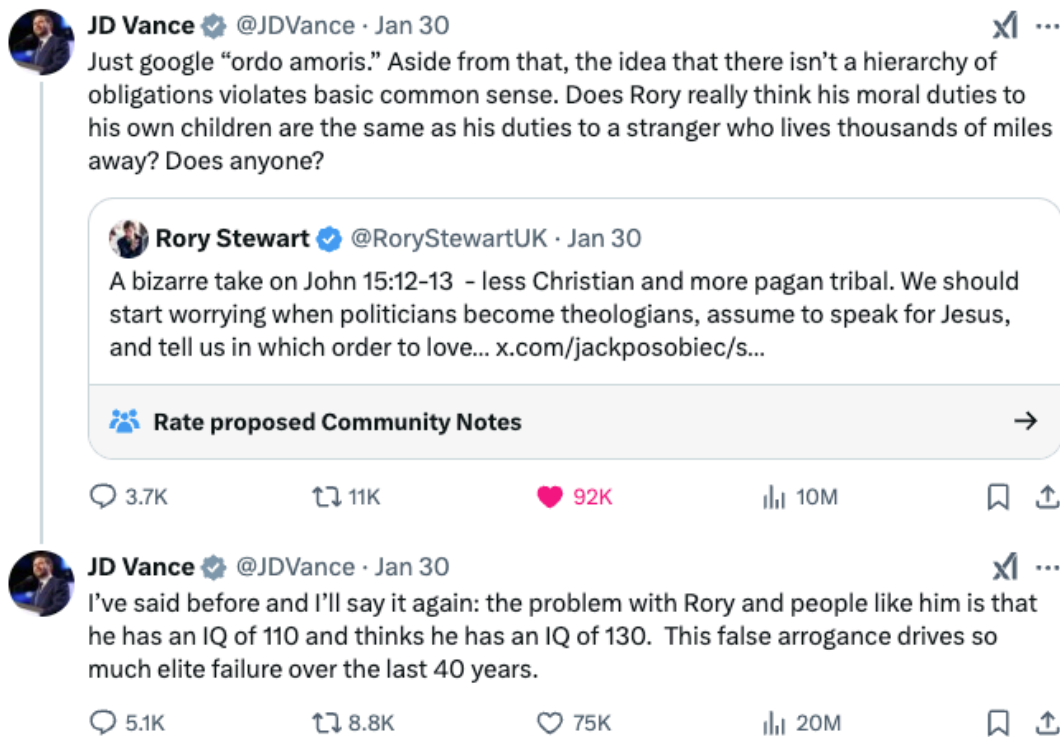 JD Vance @JDVance · Jan 30
Just google “ordo amoris.” Aside from that, the idea that there isn’t a hierarchy of
obligations violates basic common sense. Does Rory really think his moral duties to
his own children are the same as his duties to a stranger who lives thousands of miles
away? Does anyone?
Rory Stewart @RoryStewartUK · Jan 30
A bizarre take on John 15:12-13  - less Christian and more pagan tribal. We should
start worrying when politicians become theologians, assume to speak for Jesus,
and tell us in which order to love... x.com/jackposobiec/s...
Rate proposed Community Notes
3.7K 11K 92K 10M
JD Vance @JDVance · Jan 30
I’ve said before and I’ll say it again: the problem with Rory and people like him is that
he has an IQ of 110 and thinks he has an IQ of 130.  This false arrogance drives so
much elite failure over the last 40 years.
5.1K 8.8K 75K 20M